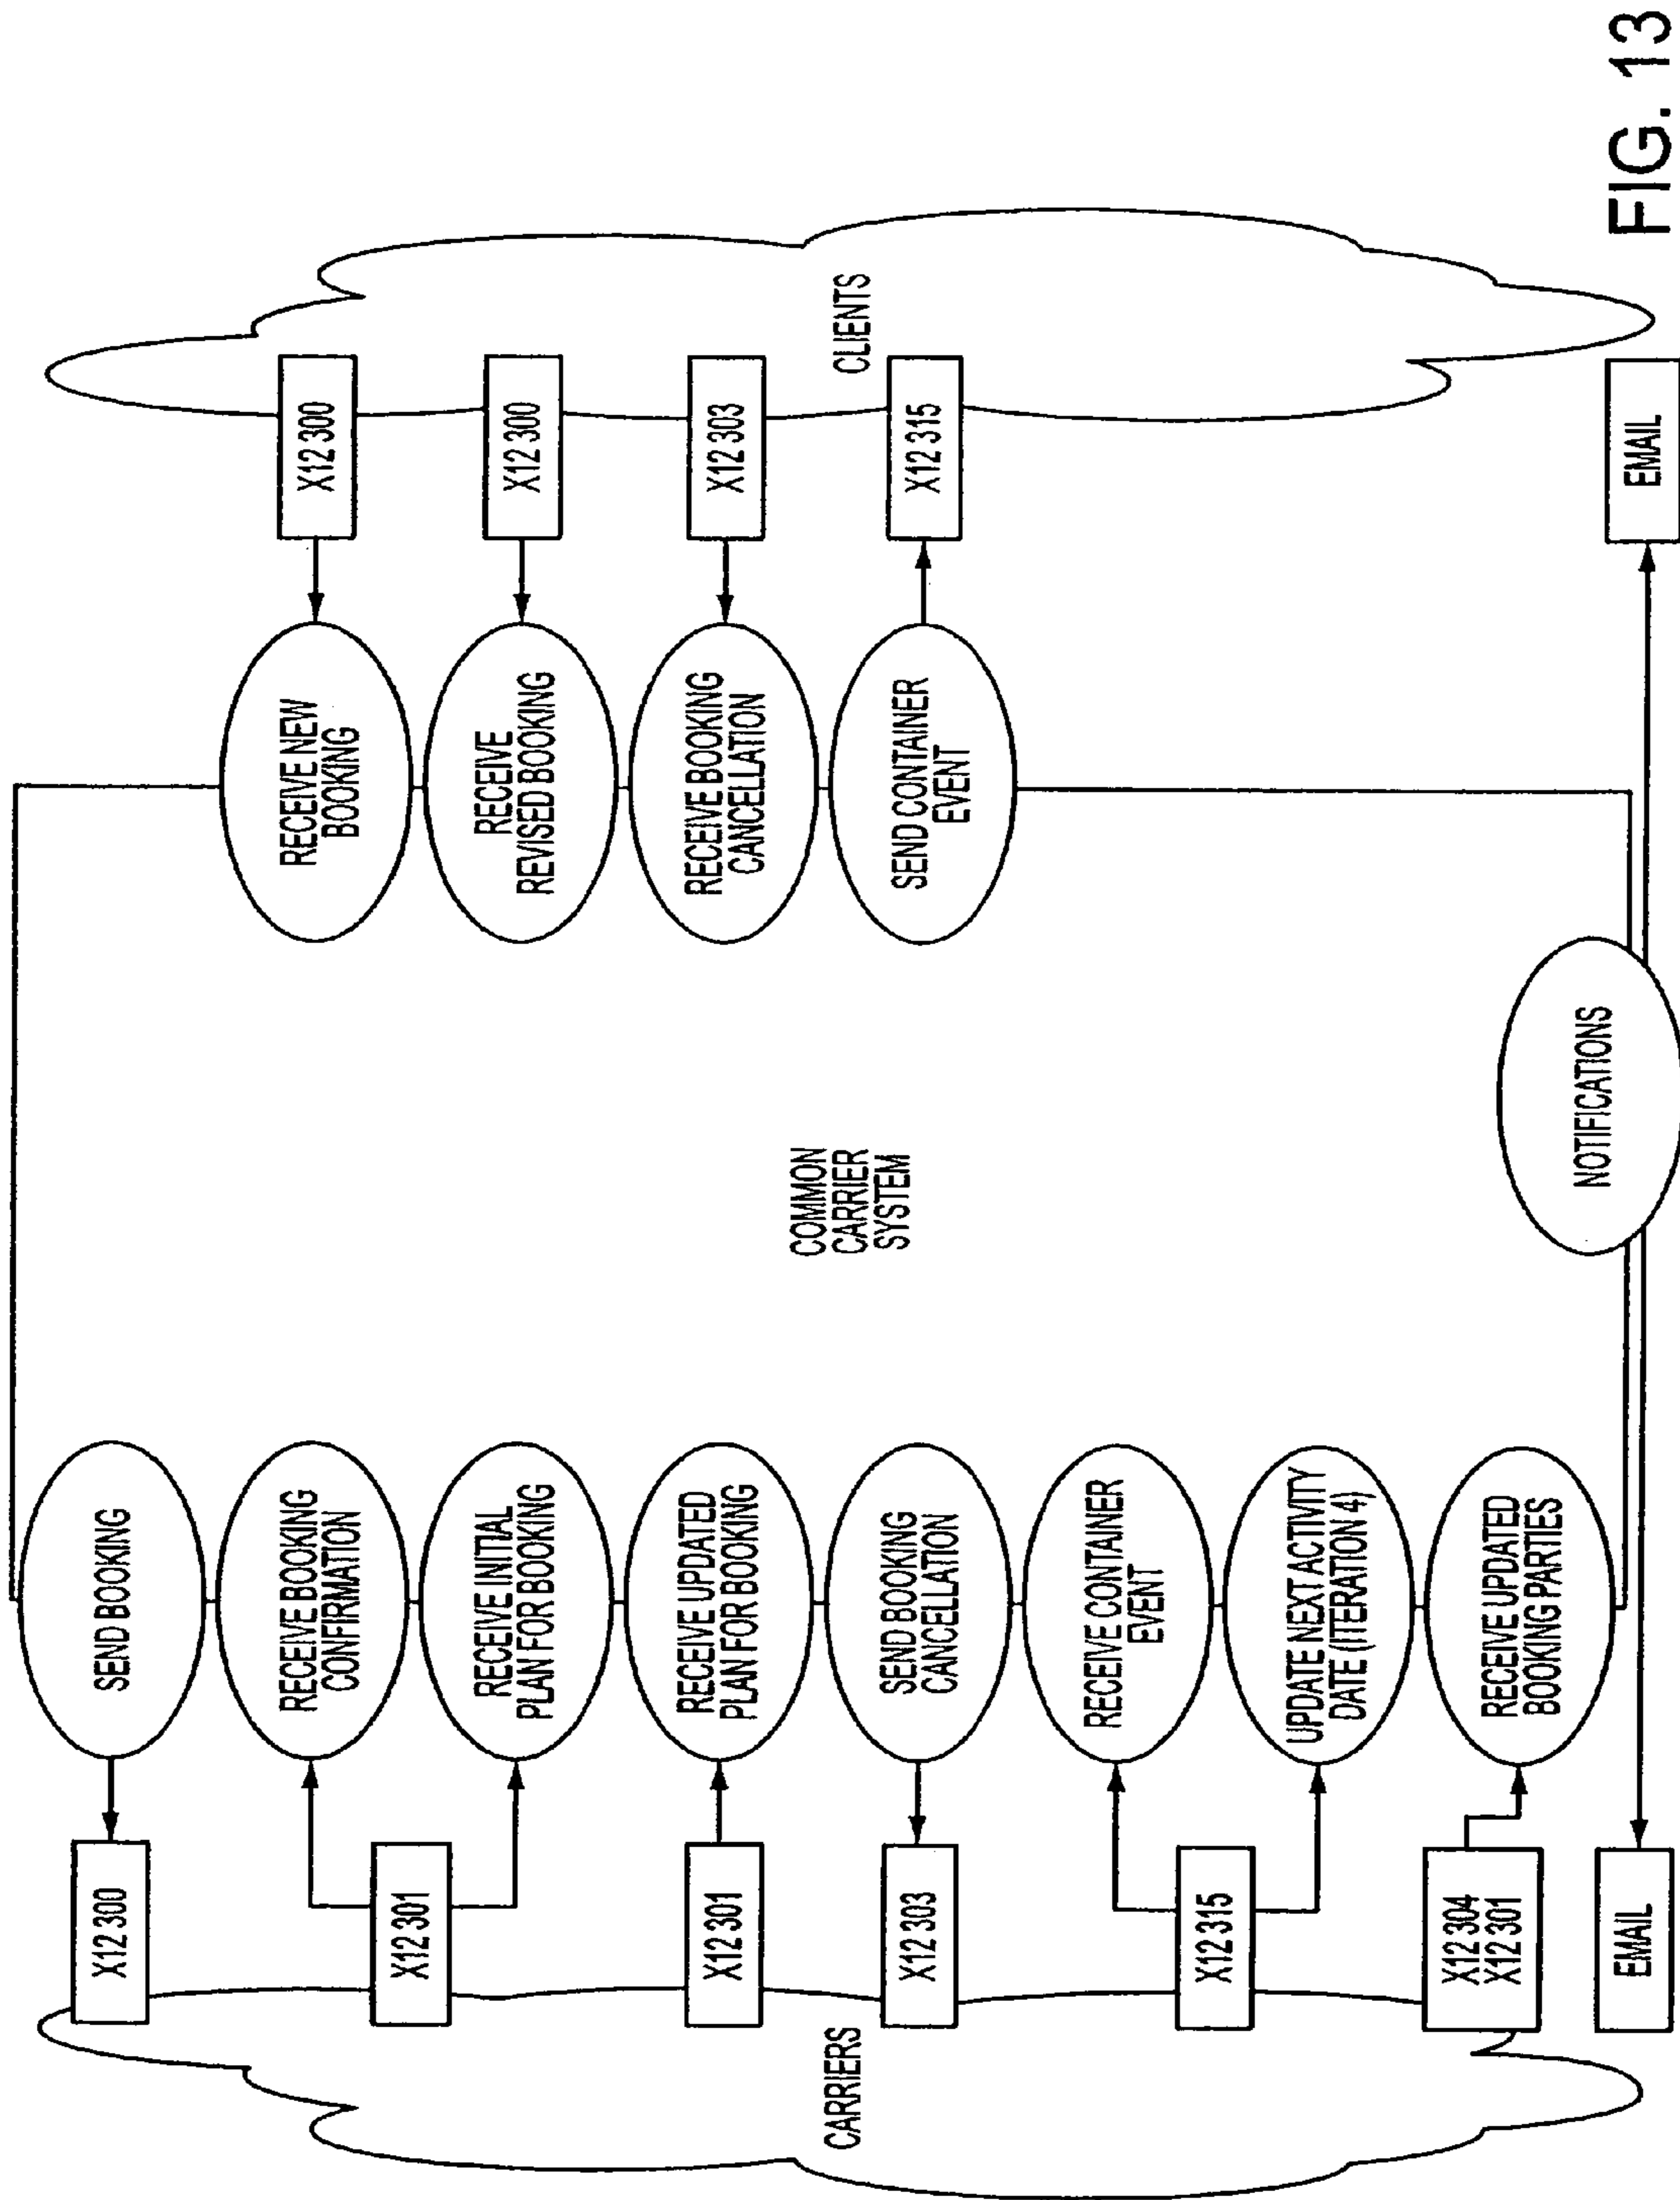 CARRIERS
X12 300
X12 301
X12 301
X12 303
X12 315
X12 304
X12 301
EMAIL
SEND BOOKING
RECEIVE BOOKING
CONFIRMATION
RECEIVE INITIAL
PLAN FOR BOOKING
RECEIVE UPDATED
PLAN FOR BOOKING
SEND BOOKING
CANCELLATION
RECEIVE CONTAINER
EVENT
UPDATE NEXT ACTIVITY
DATE (ITERATION 4)
RECEIVE UPDATED
BOOKING PARTIES
COMMON
CARRIER
SYSTEM
NOTIFICATIONS
RECEIVE NEW
BOOKING
RECEIVE
REVISED BOOKING
RECEIVE BOOKING
CANCELLATION
SEND CONTAINER
EVENT
X12 300
X12 300
X12 303
X12 315
CLIENTS
EMAIL
FIG. 13